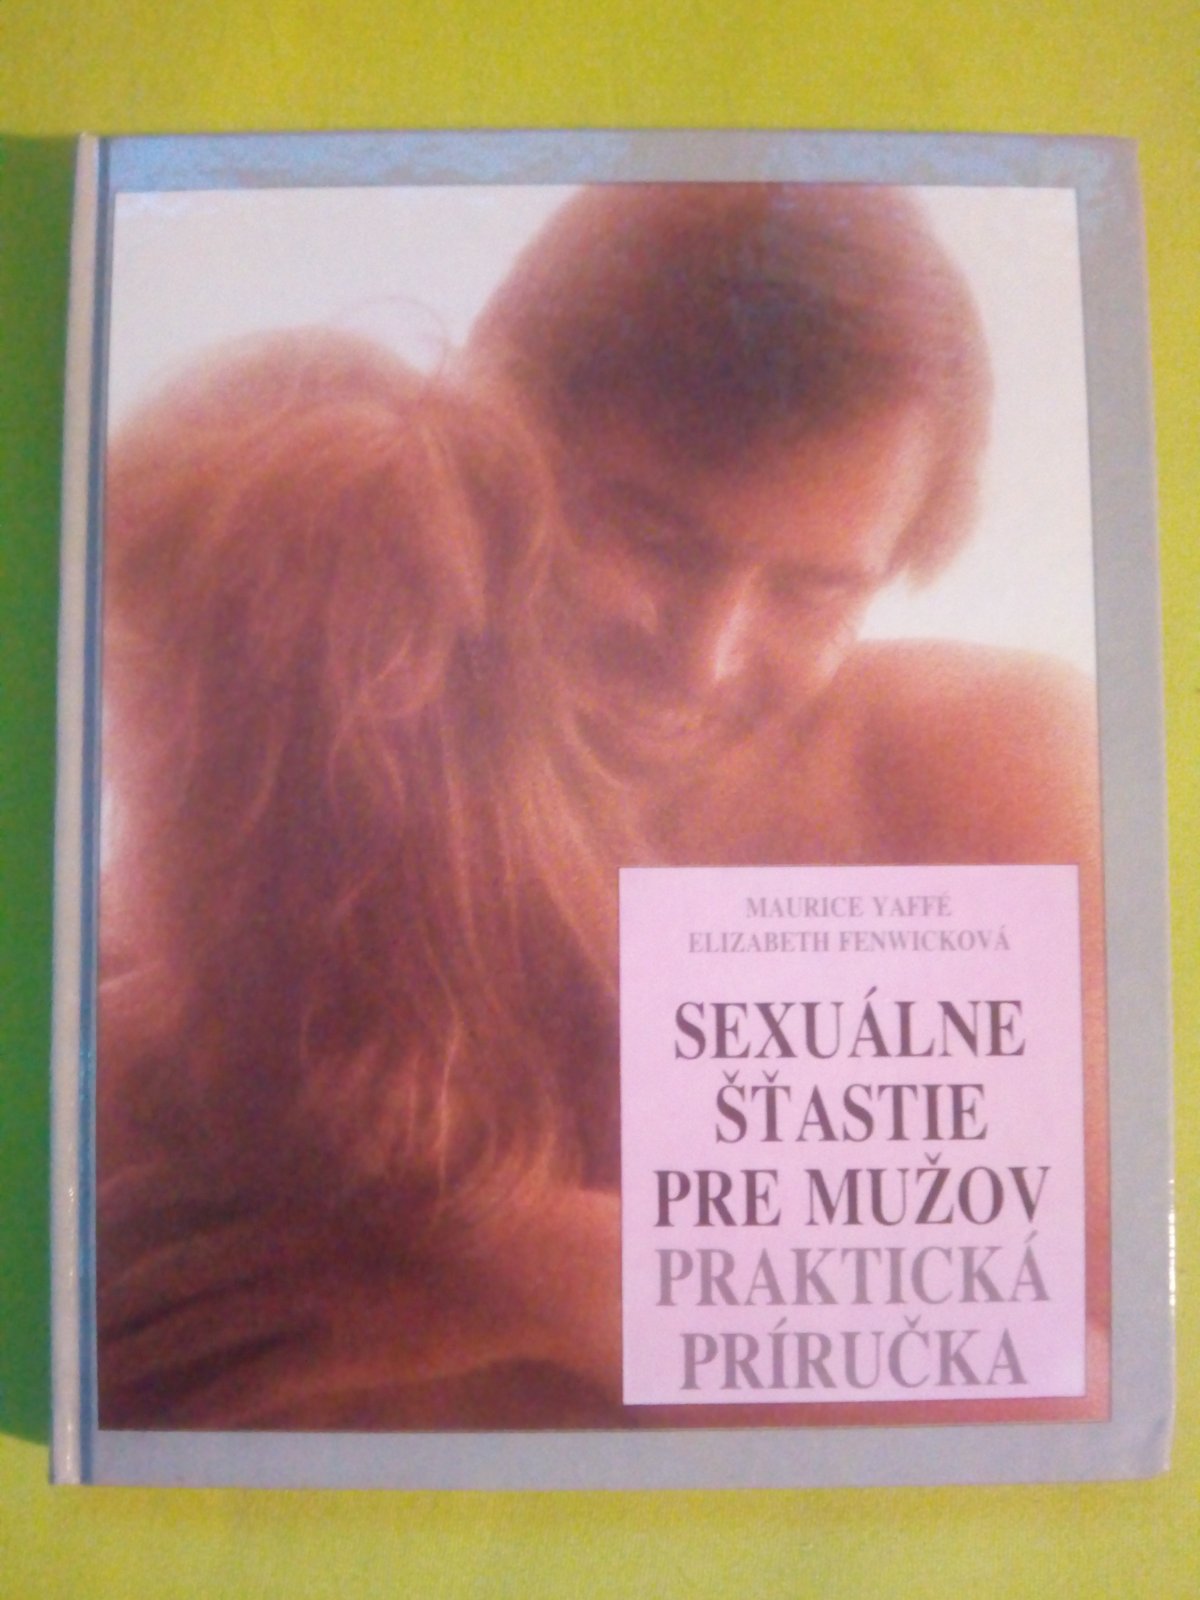 MAURICE YAFFÉ
ELIZABETH FENWICKOVÁ
SEXUÁLNE
ŠŤASTIE
PRE MUŽOV
PRAKTICKÁ
PRÍRUČKA